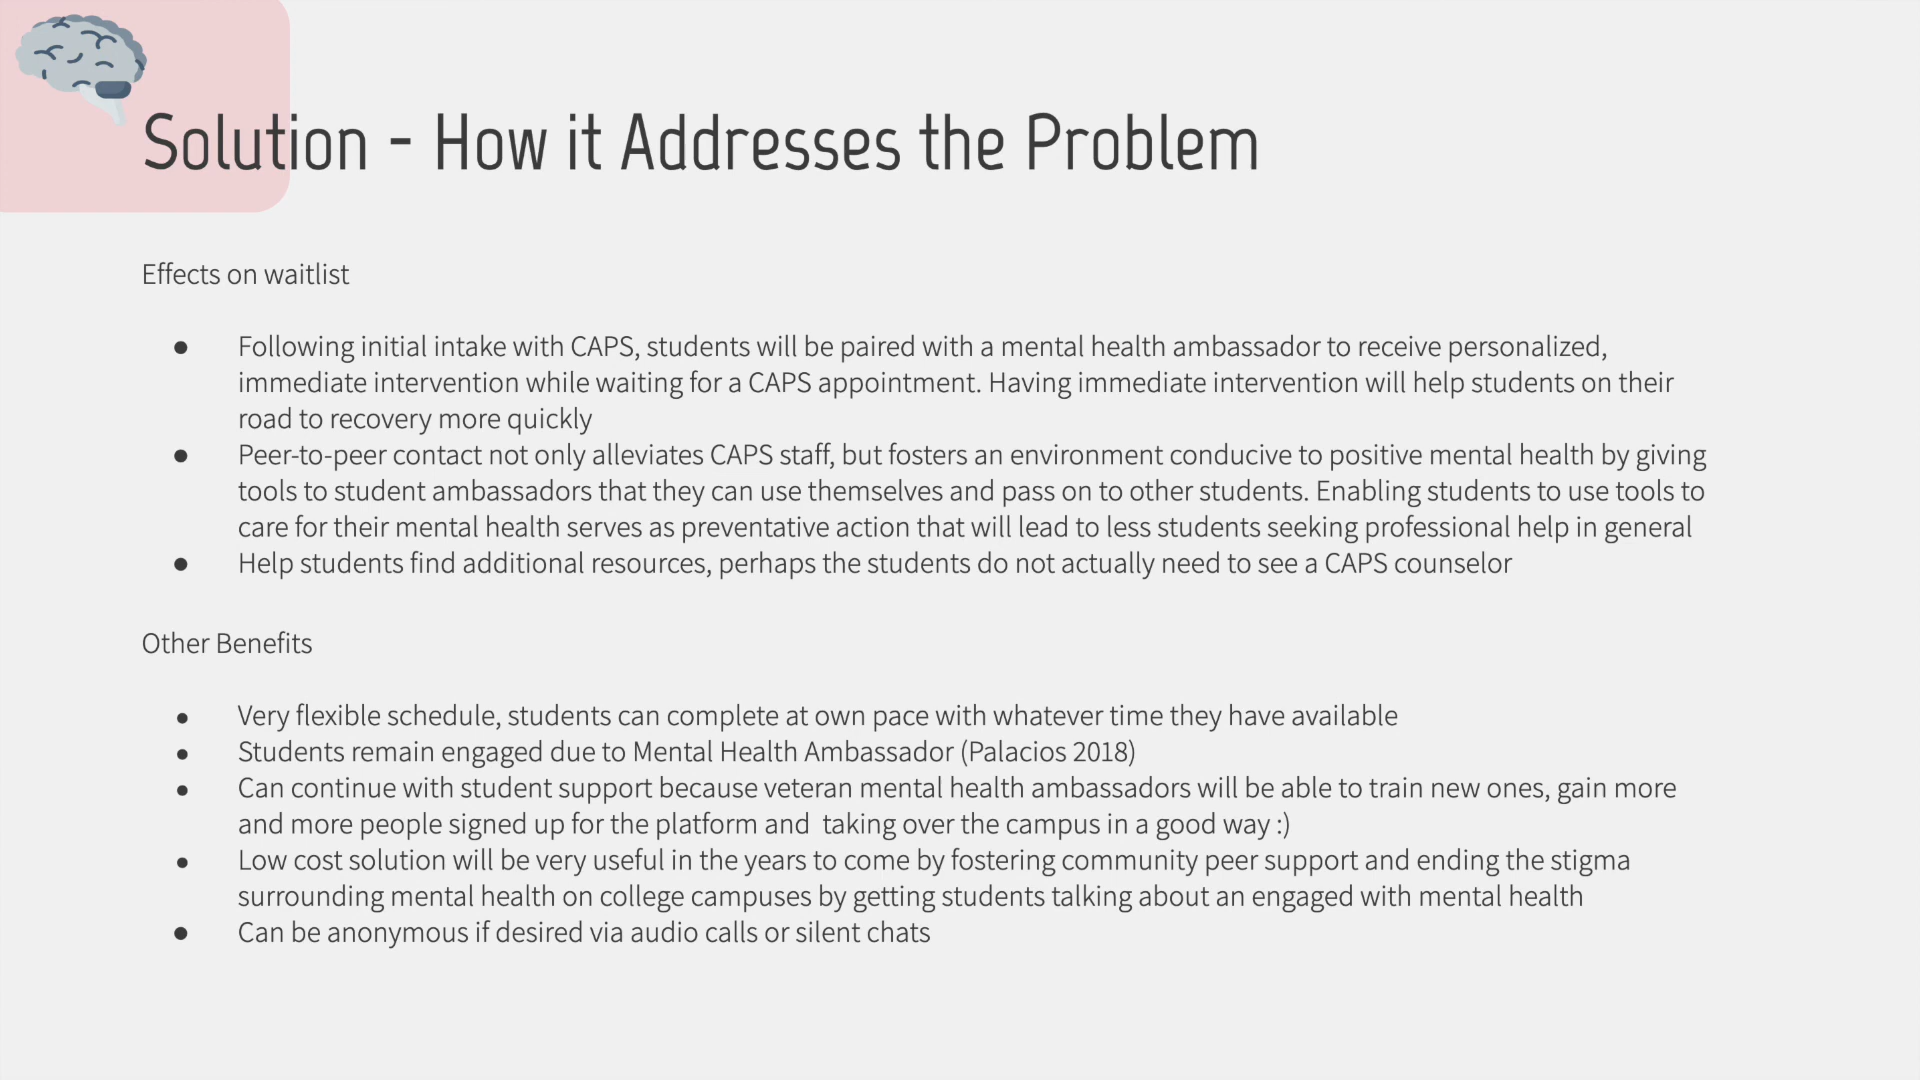 Solution - How it Addresses the Problem
Effects on waitlist
● Following initial intake with CAPS, students will be paired with a mental health ambassador to receive personalized,
immediate intervention while waiting for a CAPS appointment. Having immediate intervention will help students on their
road to recovery more quickly
● Peer-to-peer contact not only alleviates CAPS staff, but fosters an environment conducive to positive mental health by giving
tools to student ambassadors that they can use themselves and pass on to other students. Enabling students to use tools to
care for their mental health serves as preventative action that will lead to less students seeking professional help in general
● Help students find additional resources, perhaps the students do not actually need to see a CAPS counselor
Other Benefits
● Very flexible schedule, students can complete at own pace with whatever time they have available
● Students remain engaged due to Mental Health Ambassador (Palacios 2018)
● Can continue with student support because veteran mental health ambassadors will be able to train new ones, gain more
and more people signed up for the platform and  taking over the campus in a good way :)
● Low cost solution will be very useful in the years to come by fostering community peer support and ending the stigma
surrounding mental health on college campuses by getting students talking about an engaged with mental health
● Can be anonymous if desired via audio calls or silent chats